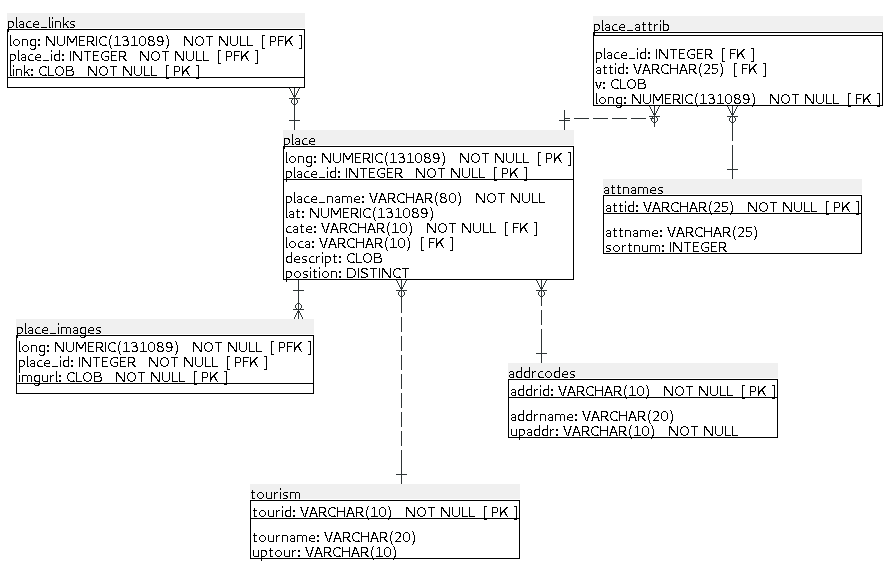 place_links
long: NUMERIC(131089)   NOT NULL  [ PFK ]
place_id: INTEGER   NOT NULL  [ PFK ]
link: CLOB   NOT NULL  [ PK ]
place_attrib
place_id: INTEGER  [ FK ]
attid: VARCHAR(25)  [ FK ]
v: CLOB
long: NUMERIC(131089)   NOT NULL  [ FK ]
place
long: NUMERIC(131089)   NOT NULL  [ PK ]
place_id: INTEGER   NOT NULL  [ PK ]
place_name: VARCHAR(80)   NOT NULL
lat: NUMERIC(131089)
cate: VARCHAR(10)   NOT NULL  [ FK ]
loca: VARCHAR(10)  [ FK ]
descript: CLOB
position: DISTINCT
attnames
attid: VARCHAR(25)   NOT NULL  [ PK ]
attname: VARCHAR(25)
sortnum: INTEGER
place_images
long: NUMERIC(131089)   NOT NULL  [ PFK ]
place_id: INTEGER   NOT NULL  [ PFK ]
imgurl: CLOB   NOT NULL  [ PK ]
addrcodes
addrid: VARCHAR(10)   NOT NULL  [ PK ]
addrname: VARCHAR(20)
upaddr: VARCHAR(10)   NOT NULL
tourism
tourid: VARCHAR(10)   NOT NULL  [ PK ]
tourname: VARCHAR(20)
uptour: VARCHAR(10)